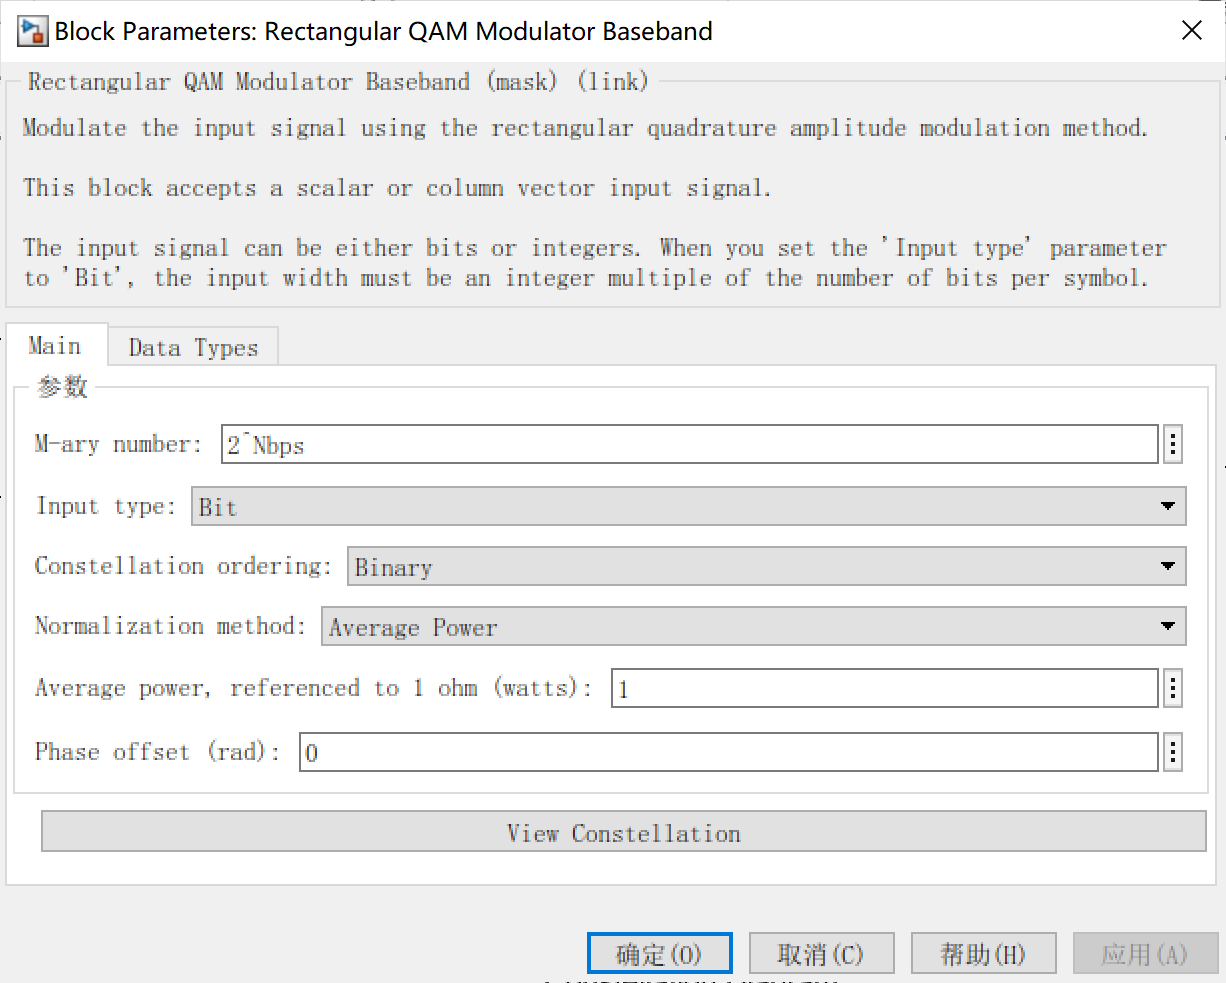 Block Parameters: Rectangular QAM Modulator Baseband
Rectangular QAM Modulator Baseband (mask) (link)
Modulate the input signal using the rectangular quadrature amplitude modulation method.
This block accepts a scalar or column vector input signal.
The input signal can be either bits or integers. When you set the 'Input type' parameter
to 'Bit', the input width must be an integer multiple of the number of bits per symbol.
Main
Data Types
参数
M-ary number: 2^Nbps
Input type: Bit
Constellation ordering: Binary
Normalization method: Average Power
Average power, referenced to 1 ohm (watts): 1
Phase offset (rad): 0
View Constellation
确定(O) 取消(C) 帮助(H) 应用(A)